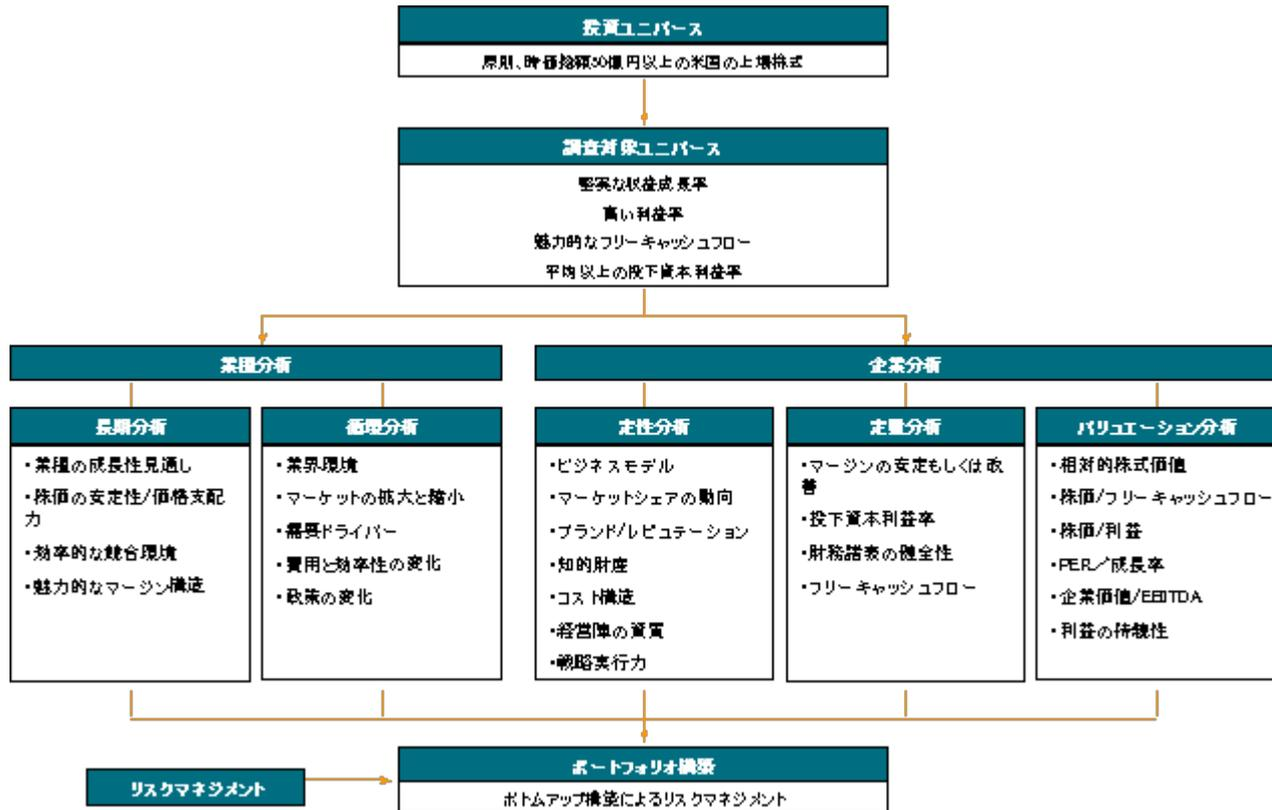 投資ユニバース
原則、時価総額50億円以上の米国の上場株式
調査対象ユニバース
堅実な収益成長率
高い利益率
魅力的なフリーキャッシュフロー
平均以上の投下資本利益率
業種分析
企業分析
長期分析
・業種の成長性見通し
・株価の安定性/価格支配
力
・効率的な競合環境
・魅力的なマージン構造
循環分析
・業界環境
・マーケットの拡大と縮小
・需要ドライバー
・費用と効率性の変化
・政策の変化
定性分析
・ビジネスモデル
・マーケットシェアの動向
・ブランド/レピュテーション
・知的財産
・コスト構造
・経営陣の資質
・戦略実行力
定量分析
・マージンの安定もしくは改
善
・投下資本利益率
・財務諸表の健全性
・フリーキャッシュフロー
バリュエーション分析
・相対的株式価値
・株価/フリーキャッシュフロー
・株価/利益
・PER/成長率
・企業価値/EBITDA
・利益の持続性
リスクマネジメント
ポートフォリオ構築
ボトムアップ構築によるリスクマネジメント